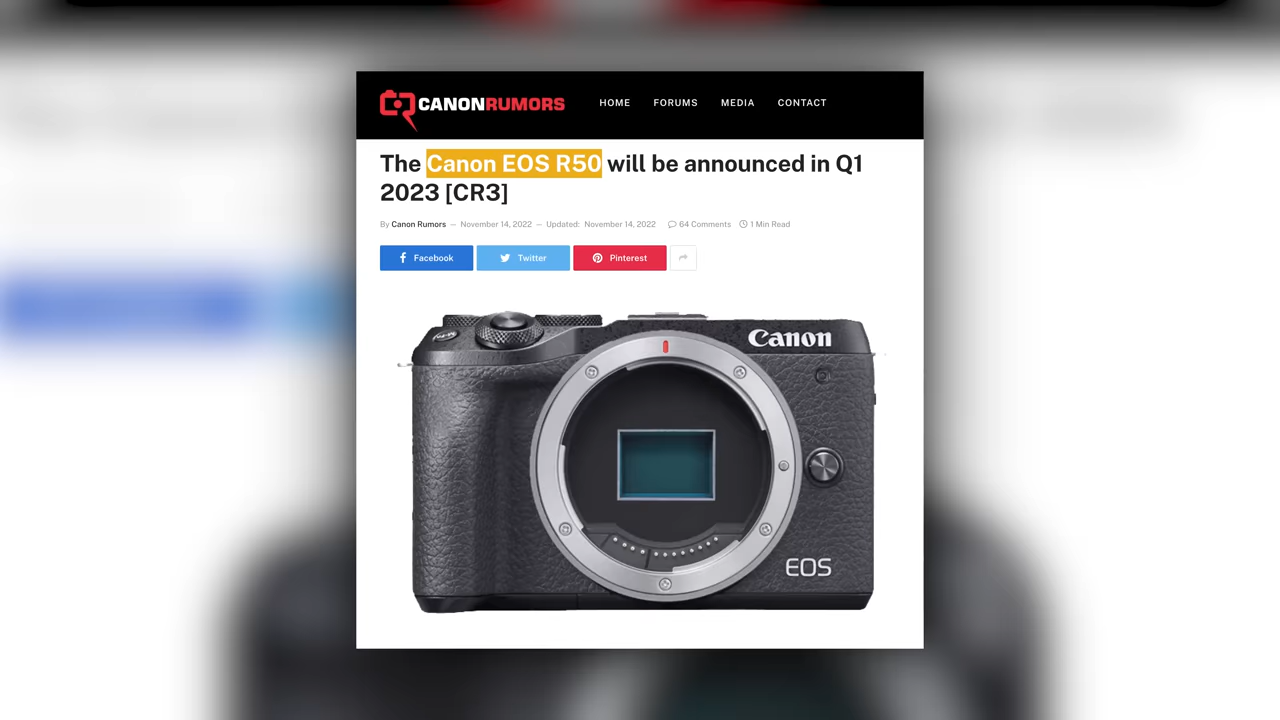 CANONRUMORS
HOME FORUMS MEDIA CONTACT
The Canon EOS R50 will be announced in Q1
2023 [CR3]
By Canon Rumors — November 14, 2022 — Updated: November 14, 2022 64 Comments 1 Min Read
Facebook Twitter Pinterest
Canon
EOS